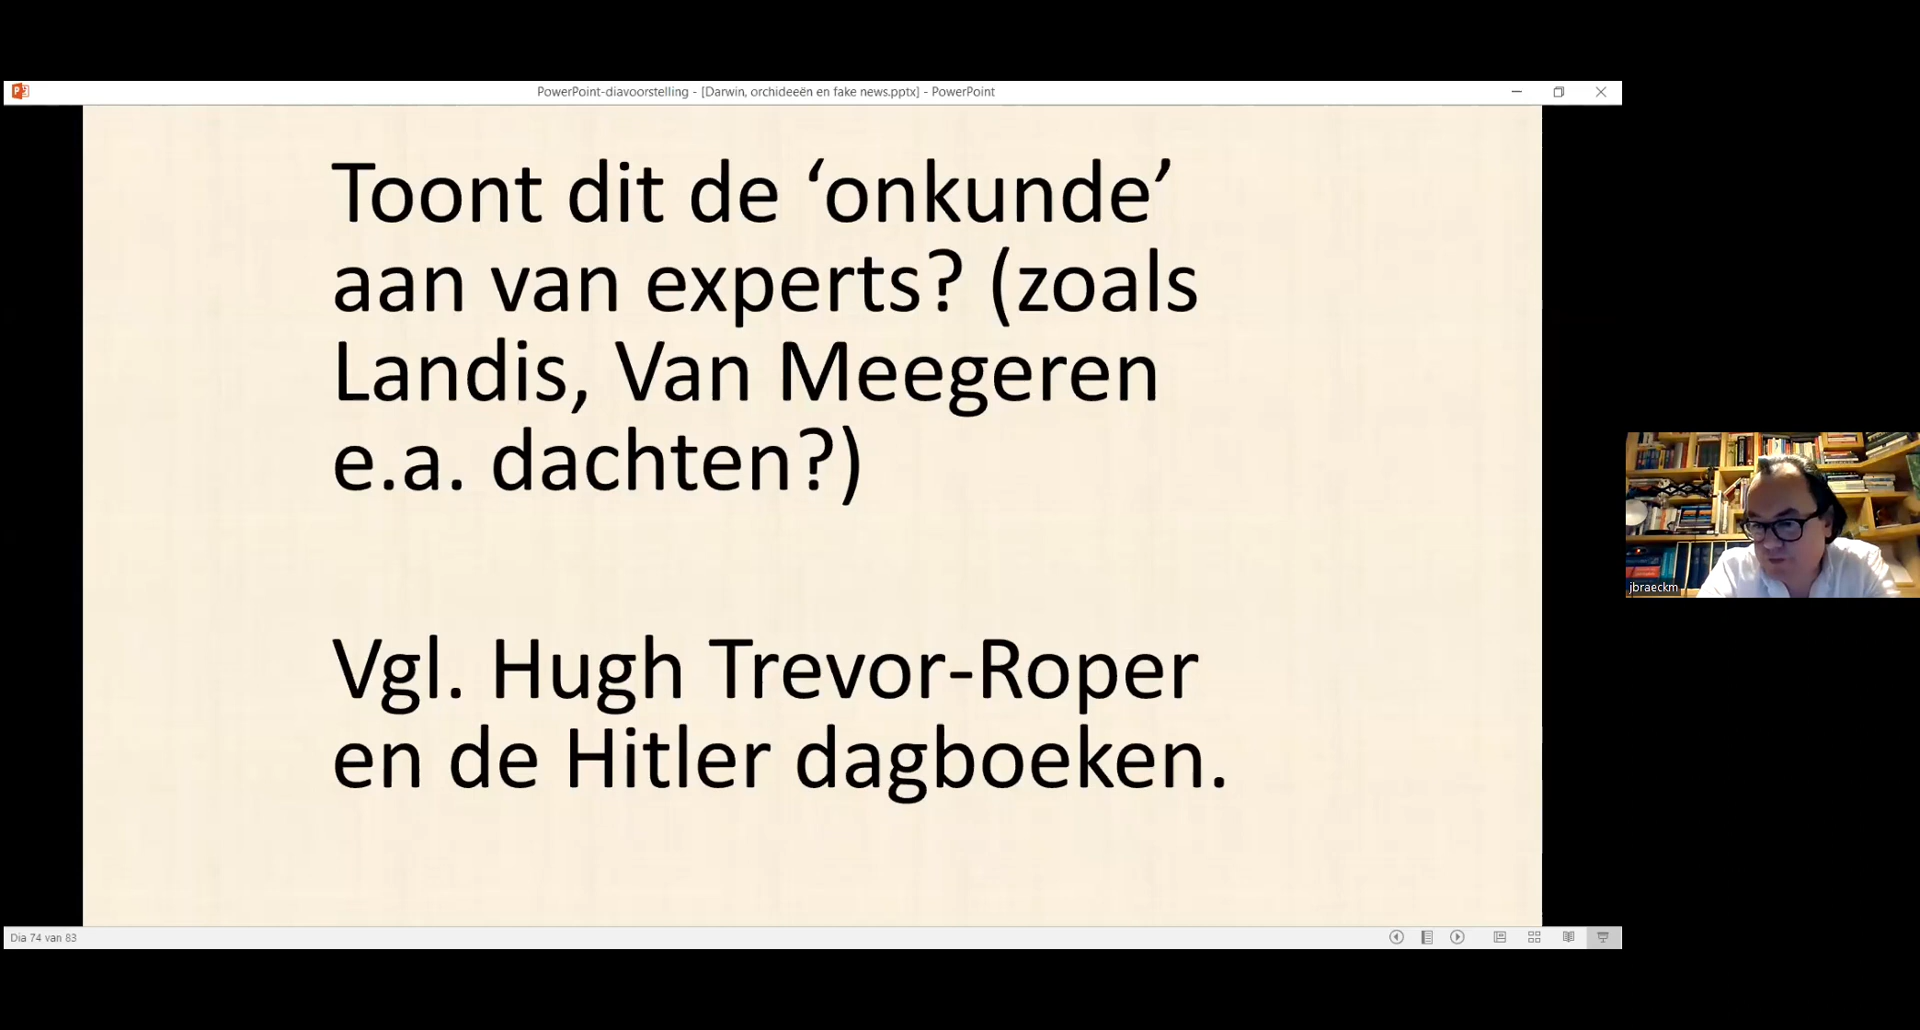 PowerPoint-diavoorstelling - [Darwin, orchideeën en fake news.pptx] - PowerPoint
Toont dit de ‘onkunde’
aan van experts? (zoals
Landis, Van Meegeren
e.a. dachten?)
Vgl. Hugh Trevor-Roper
en de Hitler dagboeken.
jbraeckm
Dia 74 van 83